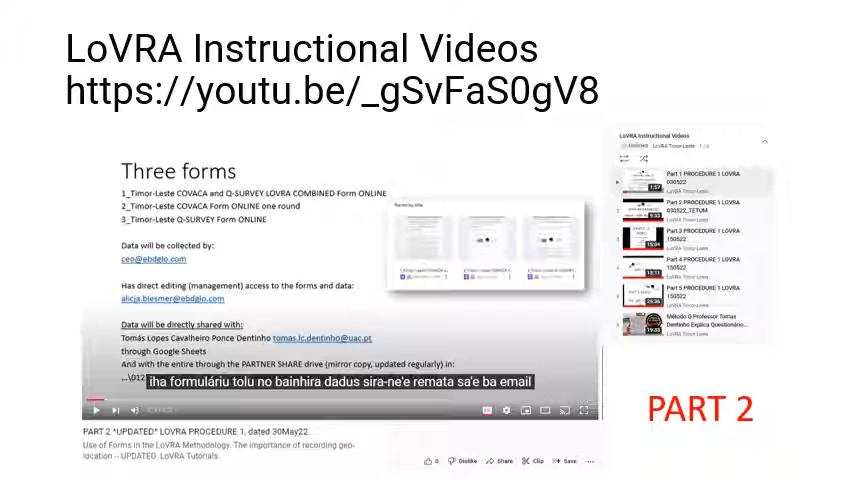 LoVRA Instructional Videos
https://youtu.be/_gSvFaS0gV8
Three forms
1_Timor-Leste COVACA and Q-SURVEY LOVRA COMBINED Form ONLINE
2_Timor-Leste COVACA Form ONLINE one round
3_Timor-Leste Q-SURVEY Form ONLINE
Data will be collected by:
ceo@ebdglo.com
Has direct editing (management) access to the forms and data:
alicja.biesmer@ebdglo.com
Data will be directly shared with:
Tomás Lopes Cavalheiro Ponce Dentinho tomas.lc.dentinho@uac.pt
through Google Sheets
And with the entire through the PARTNER SHARE drive (mirror copy, updated regularly) in:
...\012
iha formuláriu tolu no bainhira dadus sira-ne'e remata sa'e ba email
PART 2 *UPDATED* LOVRA PROCEDURE 1, dated 30May22
Use of Forms in the LoVRA Methodology. The importance of recording geo-
location -- UPDATED. LoVRA Tutorials.
0 Dislike Share Clip Save
LoVRA Instructional Videos
LoVRA Timor-Leste
Part 1 PROCEDURE 1 LOVRA
030522
LoVRA Timor-Leste
1:57
Part 2 PROCEDURE 1 LOVRA
030522_TETUM
LoVRA Timor-Leste
9:33
Part 3 PROCEDURE 1 LOVRA
150522
LoVRA Timor-Leste
Part 4 PROCEDURE 1 LOVRA
150522
LoVRA Timor-Leste
Part 5 PROCEDURE 1 LOVRA
150522
LoVRA Timor-Leste
Método Q Professor Tomas
Dentinho Explica Questionário...
LoVRA Timor-Leste
PART 2